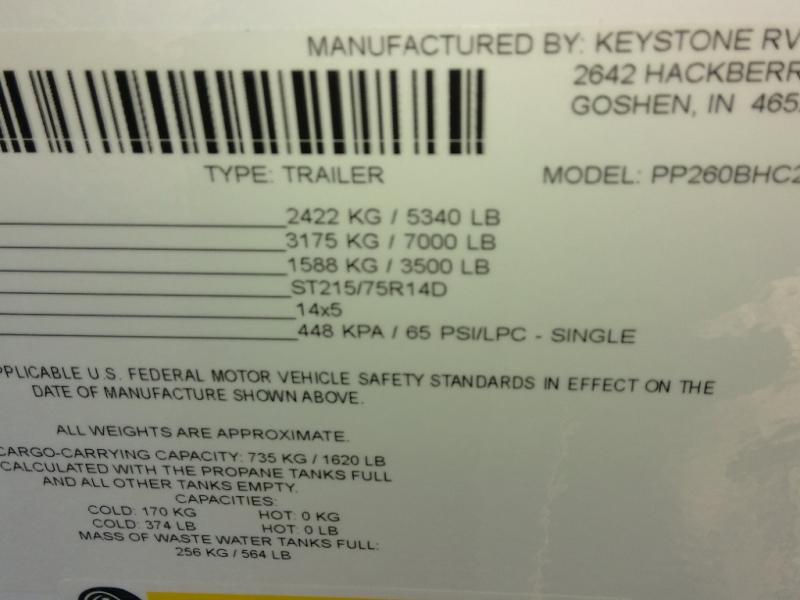 MANUFACTURED BY: KEYSTONE RV
2642 HACKBERR
GOSHEN, IN 465
TYPE: TRAILER MODEL: PP260BHC2
2422 KG / 5340 LB
3175 KG / 7000 LB
1588 KG / 3500 LB
ST215/75R14D
14x5
448 KPA / 65 PSI/LPC - SINGLE
PPLICABLE U.S. FEDERAL MOTOR VEHICLE SAFETY STANDARDS IN EFFECT ON THE
DATE OF MANUFACTURE SHOWN ABOVE.
ALL WEIGHTS ARE APPROXIMATE.
CARGO-CARRYING CAPACITY: 735 KG / 1620 LB
CALCULATED WITH THE PROPANE TANKS FULL
AND ALL OTHER TANKS EMPTY.
CAPACITIES:
COLD: 170 KG HOT: 0 KG
COLD: 374 LB HOT: 0 LB
MASS OF WASTE WATER TANKS FULL:
256 KG / 564 LB